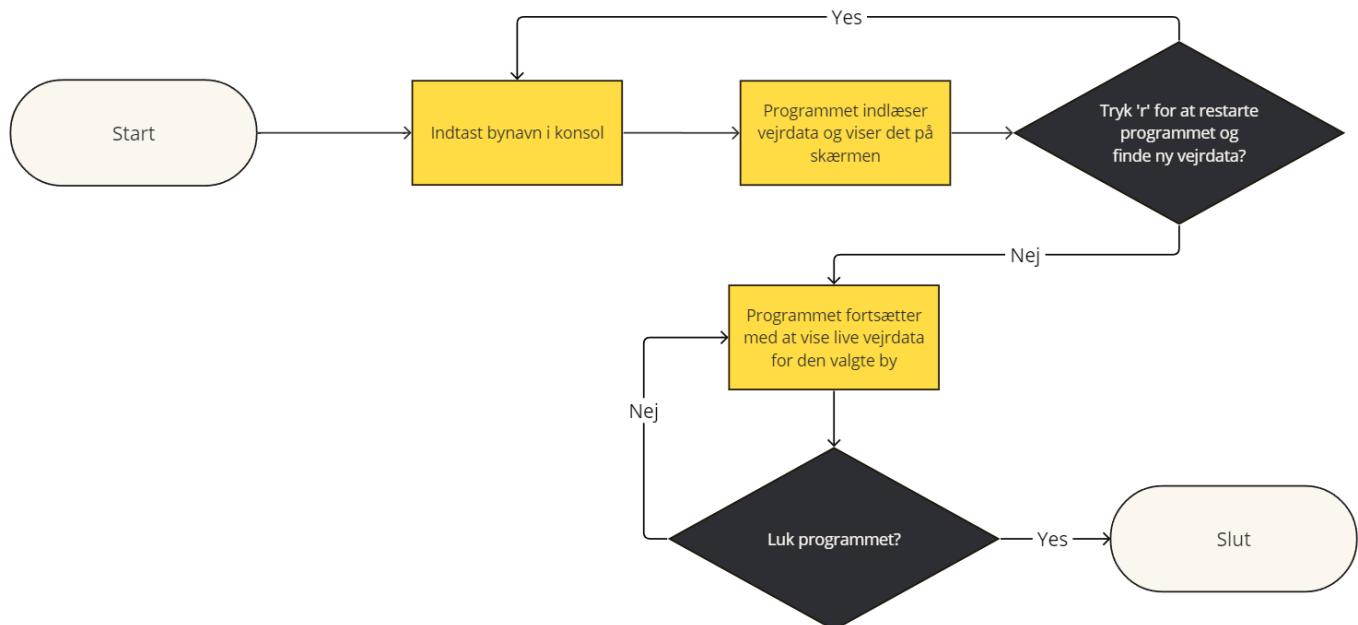 Yes
Start
Indtast bynavn i konsol
Programmet indlæser
vejrdata og viser det på
skærmen
Tryk 'r' for at restarte
programmet og
finde ny vejrdata?
Nej
Programmet fortsætter
med at vise live vejrdata
for den valgte by
Nej
Luk programmet?
Yes
Slut